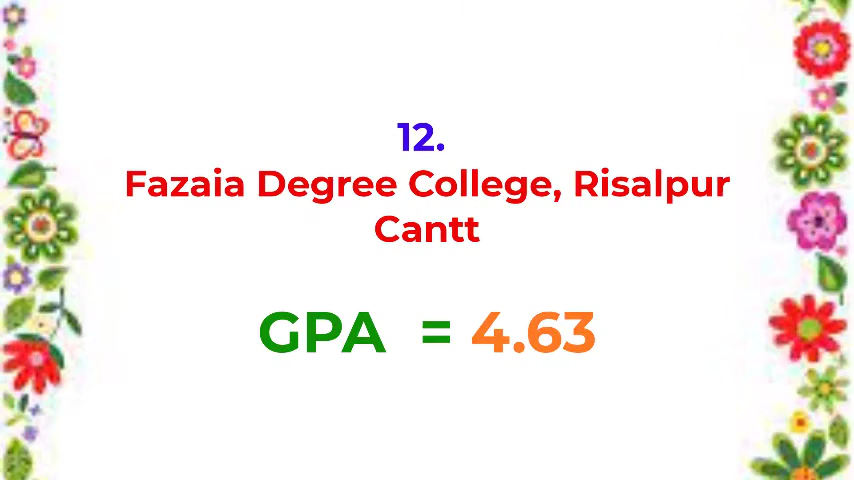 12.
Fazaia Degree College, Risalpur
Cantt
GPA = 4.63